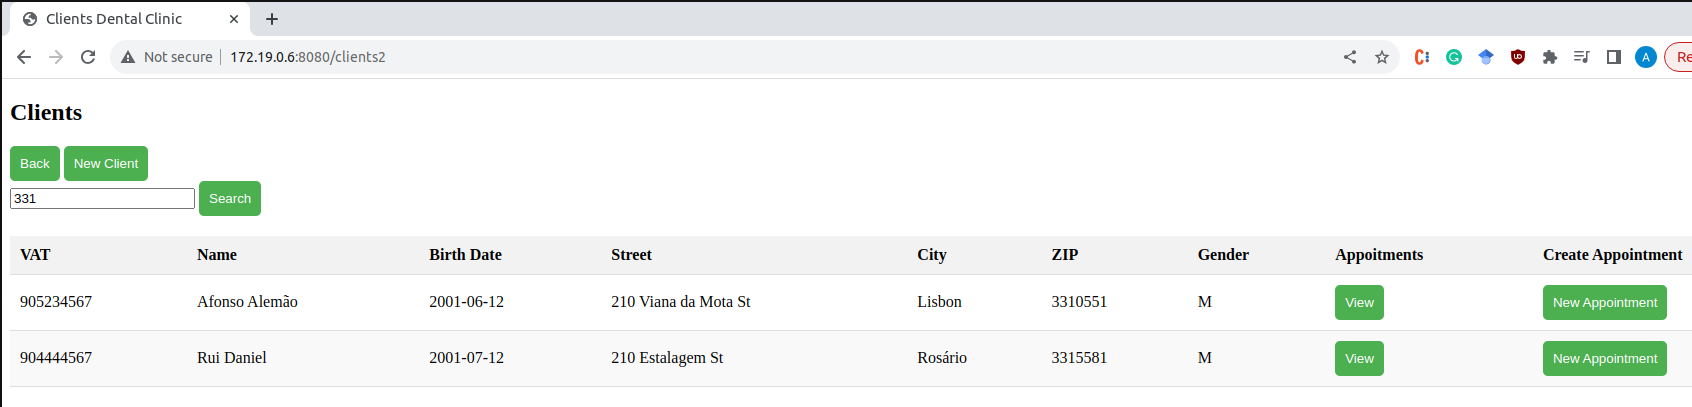 Clients Dental Clinic
Not secure 172.19.0.6:8080/clients2 A Re
Clients
Back New Client
331 Search
VAT Name Birth Date Street City ZIP Gender Appoitments Create Appointment
905234567 Afonso Alemão 2001-06-12 210 Viana da Mota St Lisbon 3310551 M View New Appointment
904444567 Rui Daniel 2001-07-12 210 Estalagem St Rosário 3315581 M View New Appointment